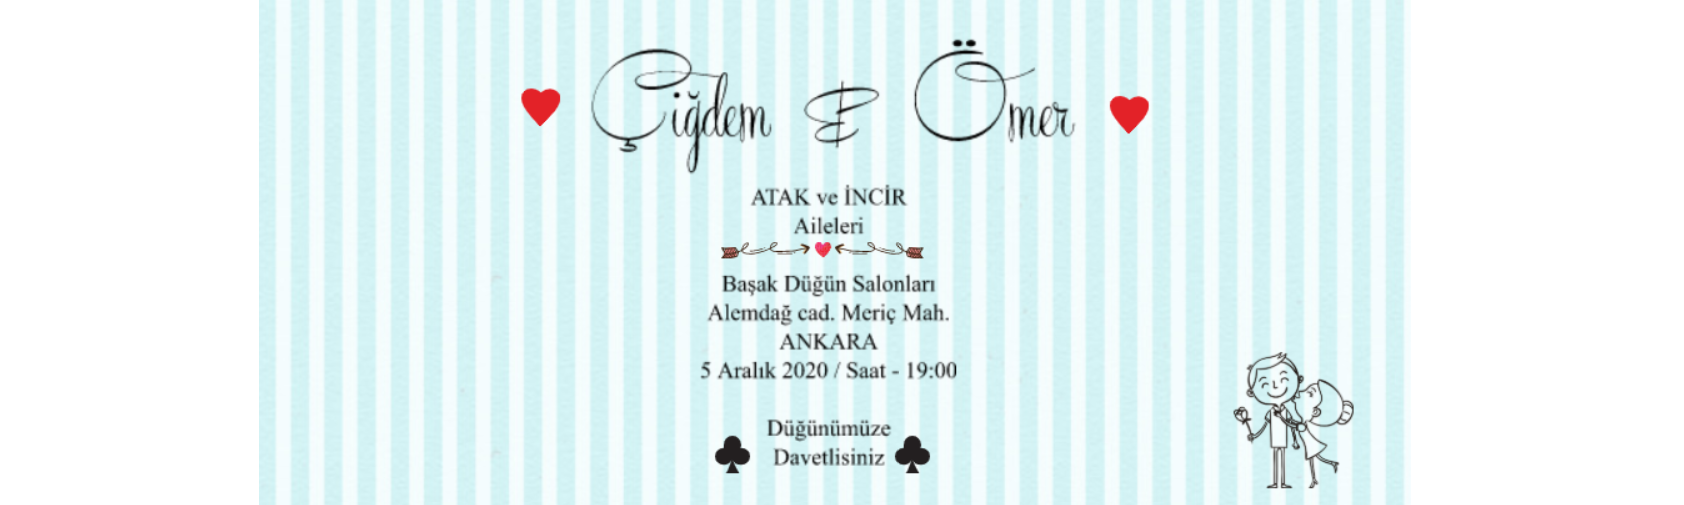 Çiğdem & Ömer
ATAK ve İNCİR
Aileleri
Başak Düğün Salonları
Alemdağ cad. Meriç Mah.
ANKARA
5 Aralık 2020 / Saat - 19:00
Düğünümüze
Davetlisiniz